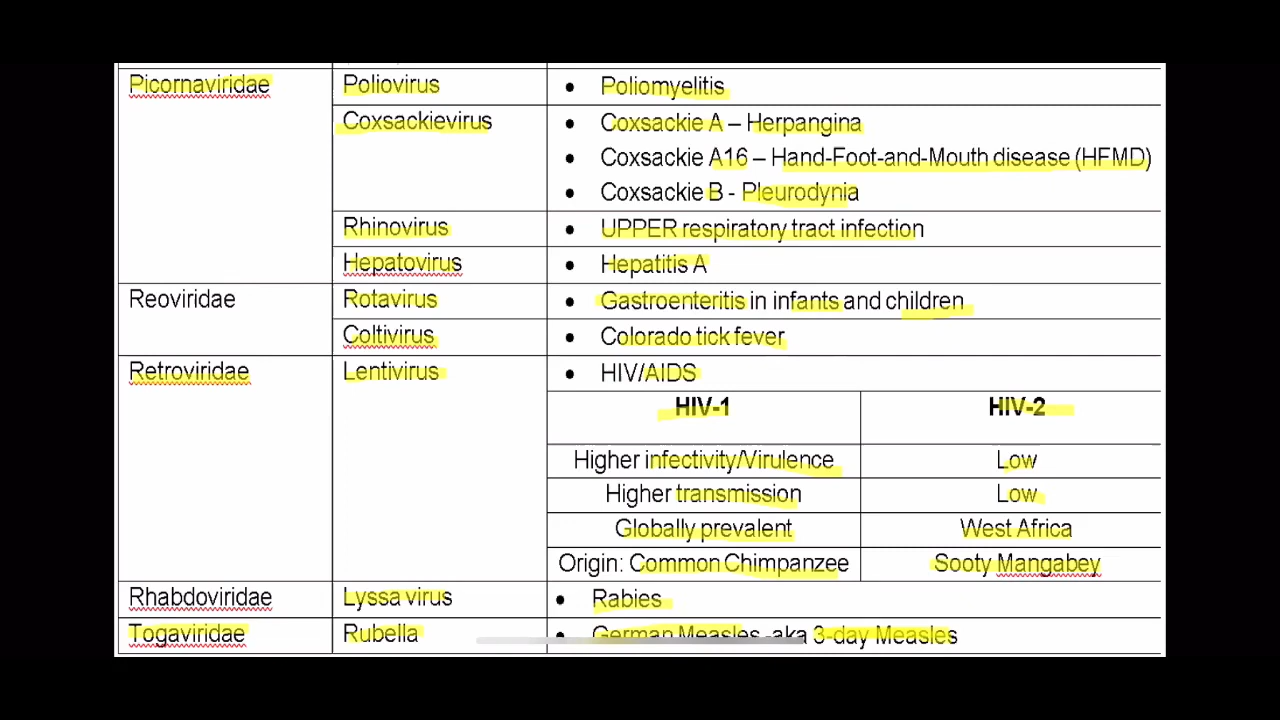 Picornaviridae Poliovirus • Poliomyelitis
Coxsackievirus • Coxsackie A – Herpangina
• Coxsackie A16 – Hand-Foot-and-Mouth disease (HFMD)
• Coxsackie B - Pleurodynia
Rhinovirus • UPPER respiratory tract infection
Hepatovirus • Hepatitis A
Reoviridae Rotavirus • Gastroenteritis in infants and children
Coltivirus • Colorado tick fever
Retroviridae Lentivirus • HIV/AIDS
HIV-1 HIV-2
Higher infectivity/Virulence Low
Higher transmission Low
Globally prevalent West Africa
Origin: Common Chimpanzee Sooty Mangabey
Rhabdoviridae Lyssa virus • Rabies
Togaviridae Rubella • German Measles -aka 3-day Measles